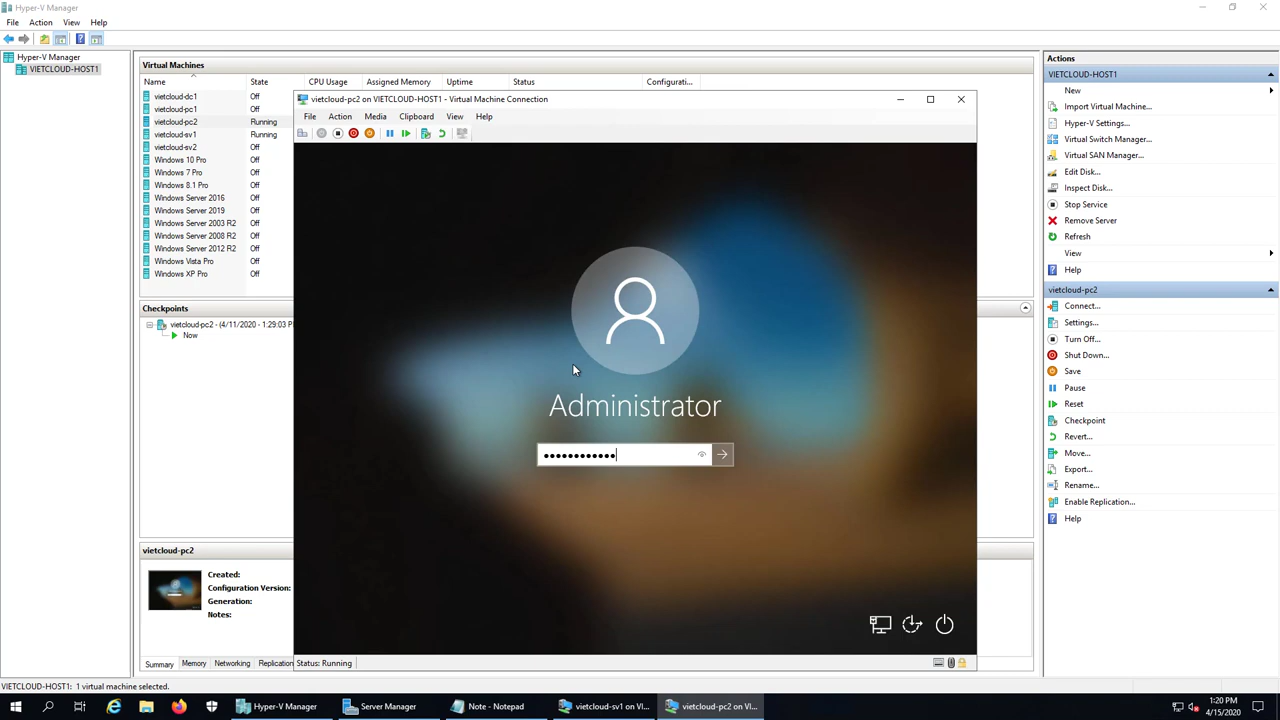 Hyper-V Manager
File Action View Help
Hyper-V Manager
VIETCLOUD-HOST1
Virtual Machines
Name State CPU Usage Assigned Memory Uptime Status Configurati...
vietcloud-dc1 Off
vietcloud-pc1 Off
vietcloud-pc2 Running
vietcloud-sv1 Running
vietcloud-sv2 Off
Windows 10 Pro Off
Windows 7 Pro Off
Windows 8.1 Pro Off
Windows Server 2016 Off
Windows Server 2019 Off
Windows Server 2003 R2 Off
Windows Server 2008 R2 Off
Windows Server 2012 R2 Off
Windows Vista Pro Off
Windows XP Pro Off
Checkpoints
vietcloud-pc2 - (4/11/2020 - 1:29:03 P
Now
vietcloud-pc2
Created:
Configuration Version:
Generation:
Notes:
Summary Memory Networking Replication
vietcloud-pc2 on VIETCLOUD-HOST1 - Virtual Machine Connection
File Action Media Clipboard View Help
Administrator
Status: Running
Actions
VIETCLOUD-HOST1
New
Import Virtual Machine...
Hyper-V Settings...
Virtual Switch Manager...
Virtual SAN Manager...
Edit Disk...
Inspect Disk...
Stop Service
Remove Server
Refresh
View
Help
vietcloud-pc2
Connect...
Settings...
Turn Off...
Shut Down...
Save
Pause
Reset
Checkpoint
Revert...
Move...
Export...
Rename...
Enable Replication...
Help
VIETCLOUD-HOST1: 1 virtual machine selected.
Hyper-V Manager Server Manager Note - Notepad vietcloud-sv1 on VI... vietcloud-pc2 on VI...
1:20 PM
4/15/2020